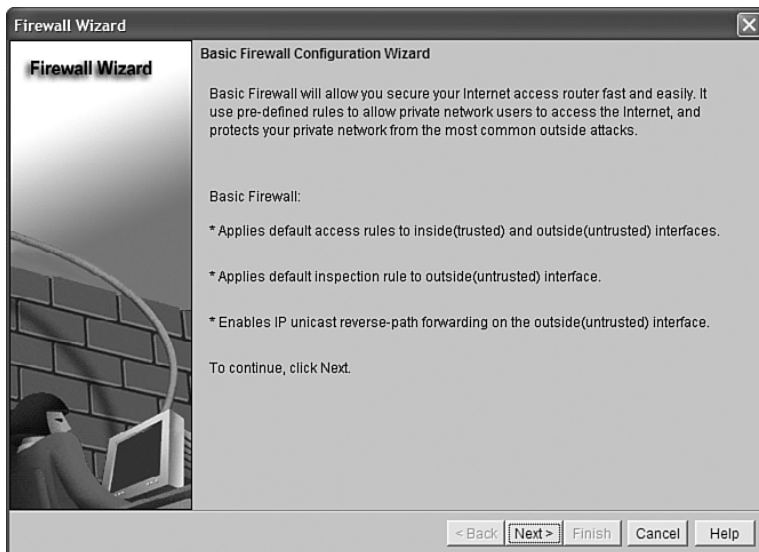 Firewall Wizard
Firewall Wizard
Basic Firewall Configuration Wizard
Basic Firewall will allow you secure your Internet access router fast and easily. It
use pre-defined rules to allow private network users to access the Internet, and
protects your private network from the most common outside attacks.
Basic Firewall:
* Applies default access rules to inside(trusted) and outside(untrusted) interfaces.
* Applies default inspection rule to outside(untrusted) interface.
* Enables IP unicast reverse-path forwarding on the outside(untrusted) interface.
To continue, click Next.
< Back Next > Finish Cancel Help